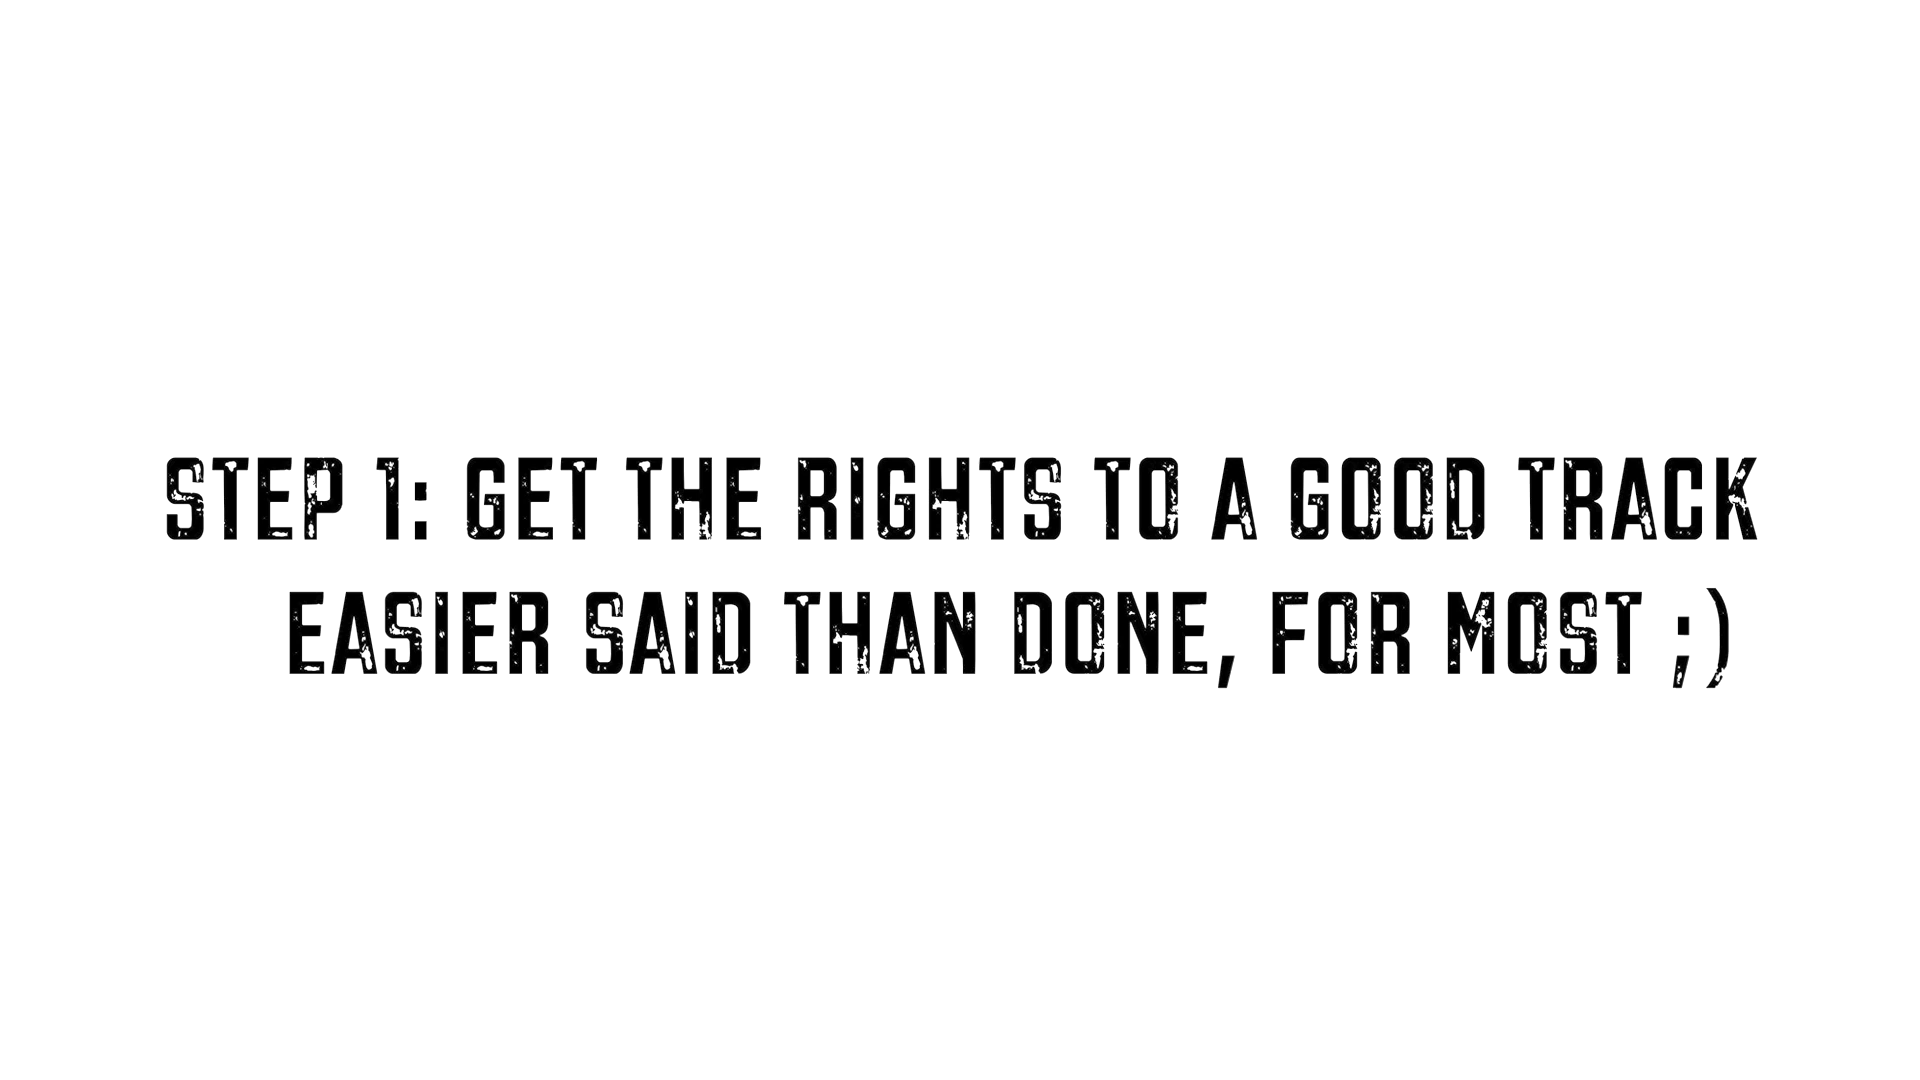 STEP 1: GET THE RIGHTS TO A GOOD TRACK
EASIER SAID THAN DONE, FOR MOST ;)